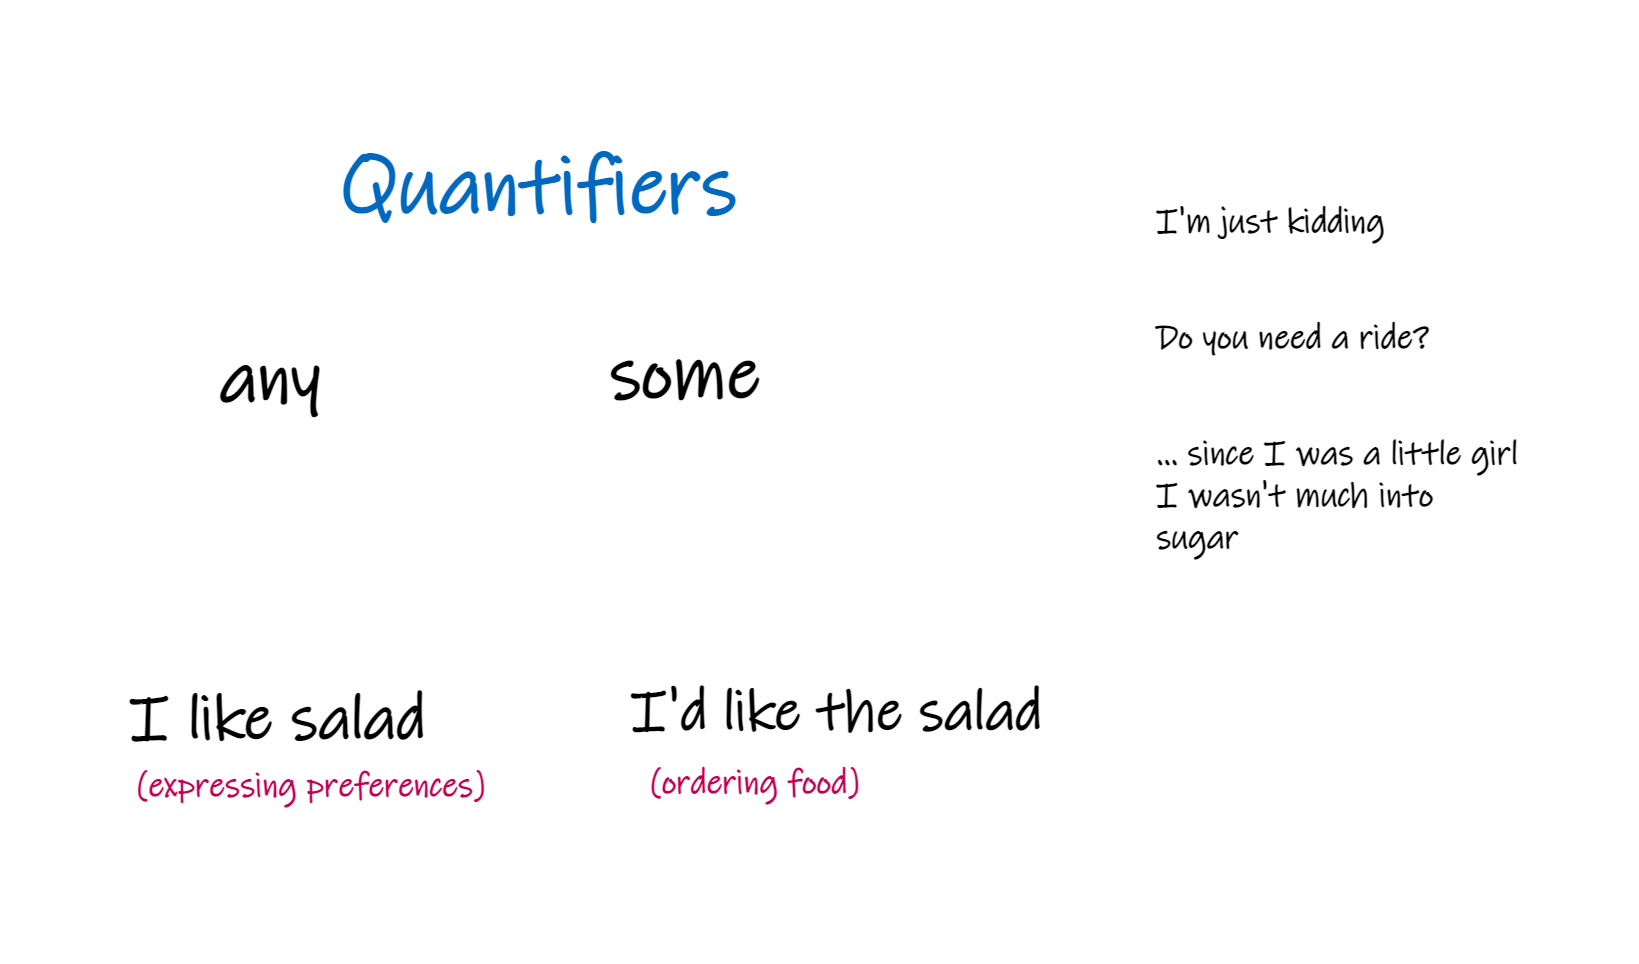 Quantifiers
any some
I like salad
(expressing preferences)
I'd like the salad
(ordering food)
I'm just kidding
Do you need a ride?
... since I was a little girl
I wasn't much into
sugar